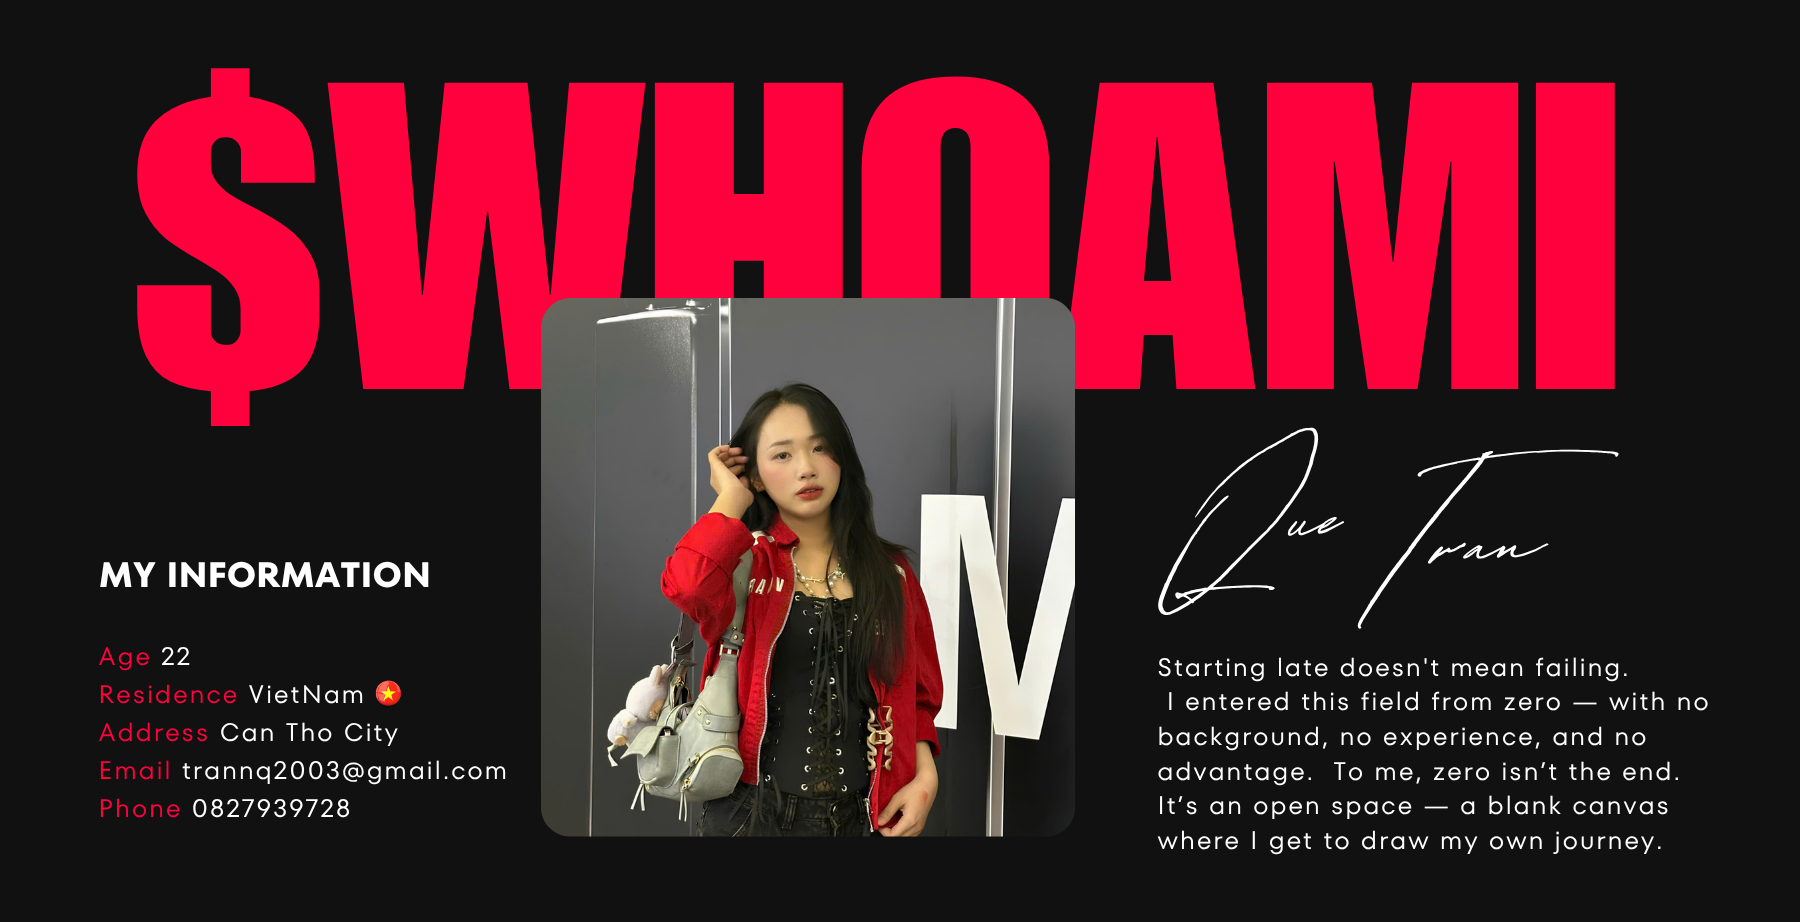 $WHOAMI
MY INFORMATION
Age 22
Residence VietNam 🇻🇳
Address Can Tho City
Email trannq2003@gmail.com
Phone 0827939728
M
Que Tran
Starting late doesn't mean failing.
I entered this field from zero — with no
background, no experience, and no
advantage. To me, zero isn’t the end.
It’s an open space — a blank canvas
where I get to draw my own journey.